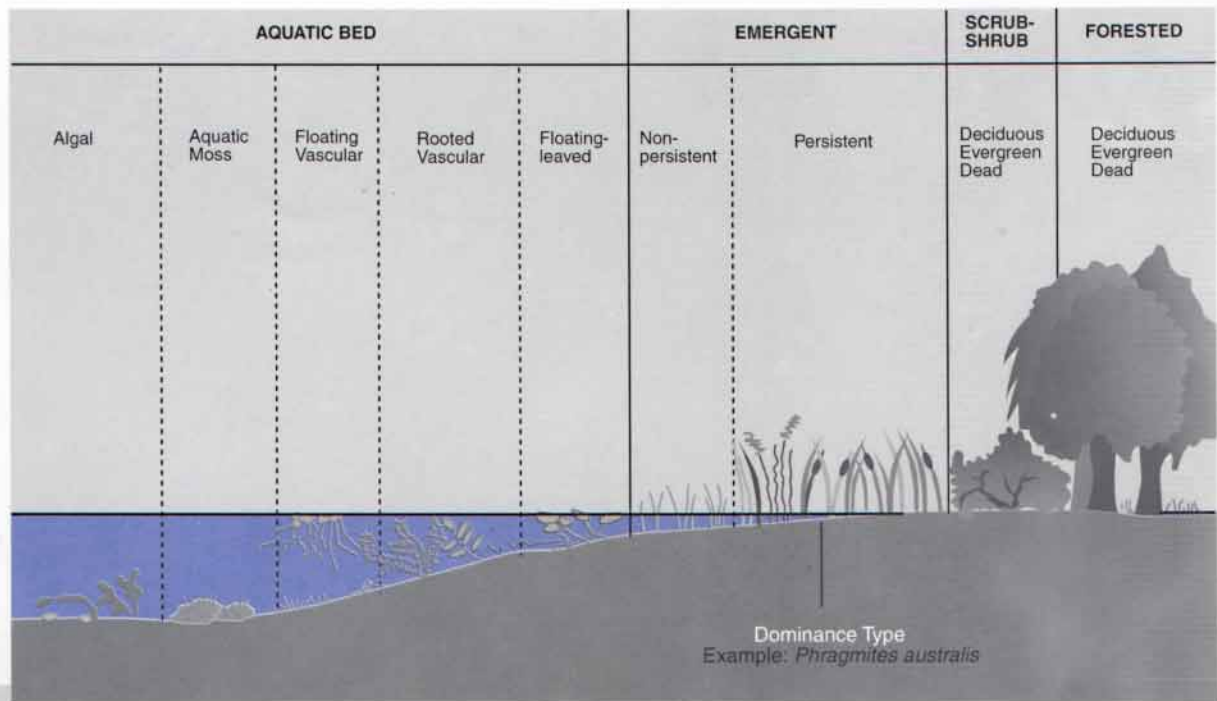 AQUATIC BED
EMERGENT
SCRUB-
SHRUB
FORESTED
Algal
Aquatic
Moss
Floating
Vascular
Rooted
Vascular
Floating-
leaved
Non-
persistent
Persistent
Deciduous
Evergreen
Dead
Deciduous
Evergreen
Dead
Dominance Type
Example: Phragmites australis